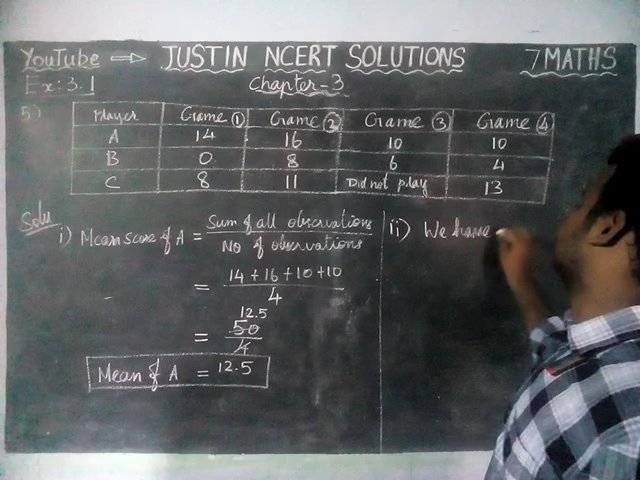 YouTube ⇒ JUSTIN NCERT SOLUTIONS 7 MATHS
Ex: 3.1 Chapter-3
5)
Player Game ① Game ② Game ③ Game ④
A 14 16 10 10
B 0 8 6 4
C 8 11 Did not play 13
Solu
i) Mean score of A = Sum of all observations
No of observations
= 14 + 16 + 10 + 10
4
12.5
= 50
4
Mean of A = 12.5
ii) We have